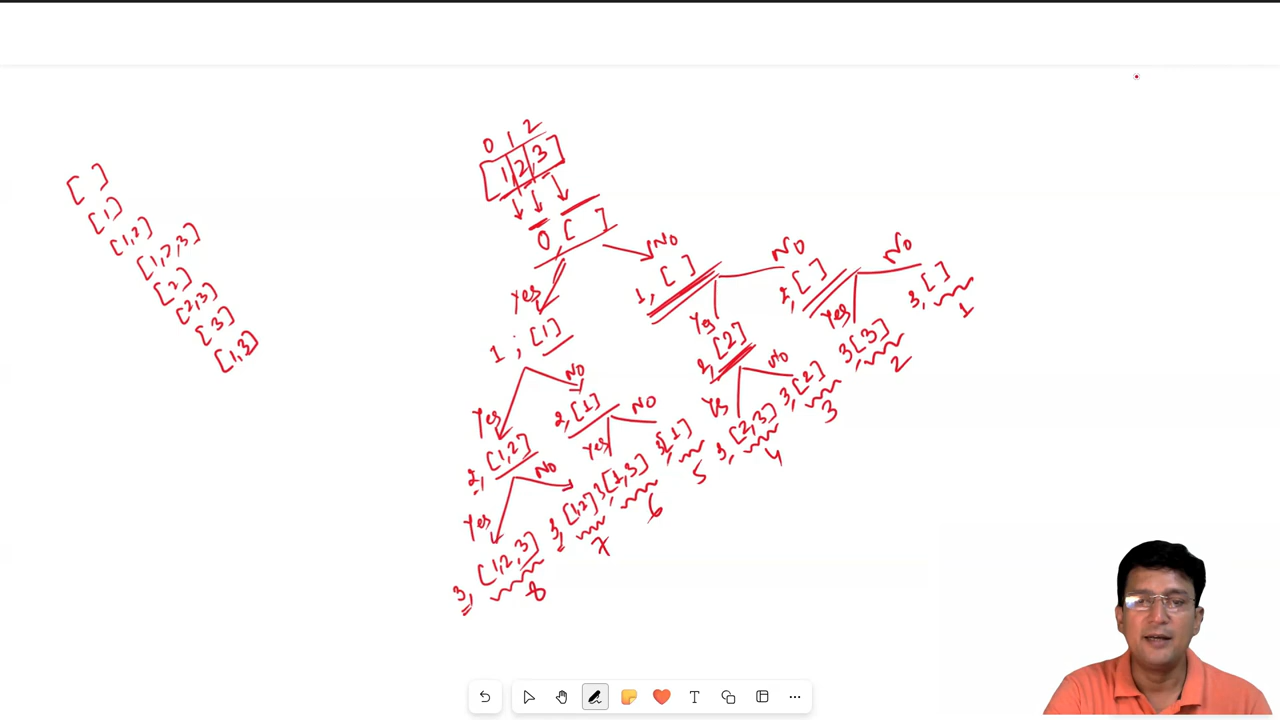 [ ]
[1]
[1,2]
[1,2,3]
[2]
[2,3]
[3]
[1,3]
0 1 2
[1 2 3]
0 [ ]
Yes
No
1 ; [1]
1, [ ]
Yes
No
Yes
No
2, [1,2]
2, [1]
2, [2]
2, [ ]
Yes
No
Yes
No
Yes
No
Yes
No
3, [1,2,3]
8
3, [1,2]
7
3, [1,3]
6
3, [1]
5
3, [2,3]
4
3, [2]
3
3, [3]
2
3, [ ]
1
T